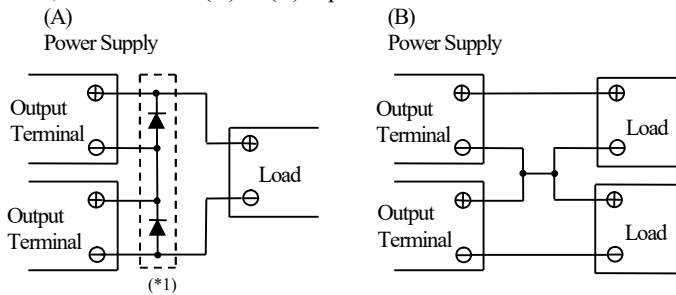 (A)
Power Supply
Output
Terminal
Output
Terminal
Load
(*1)
(B)
Power Supply
Output
Terminal
Output
Terminal
Load
Load